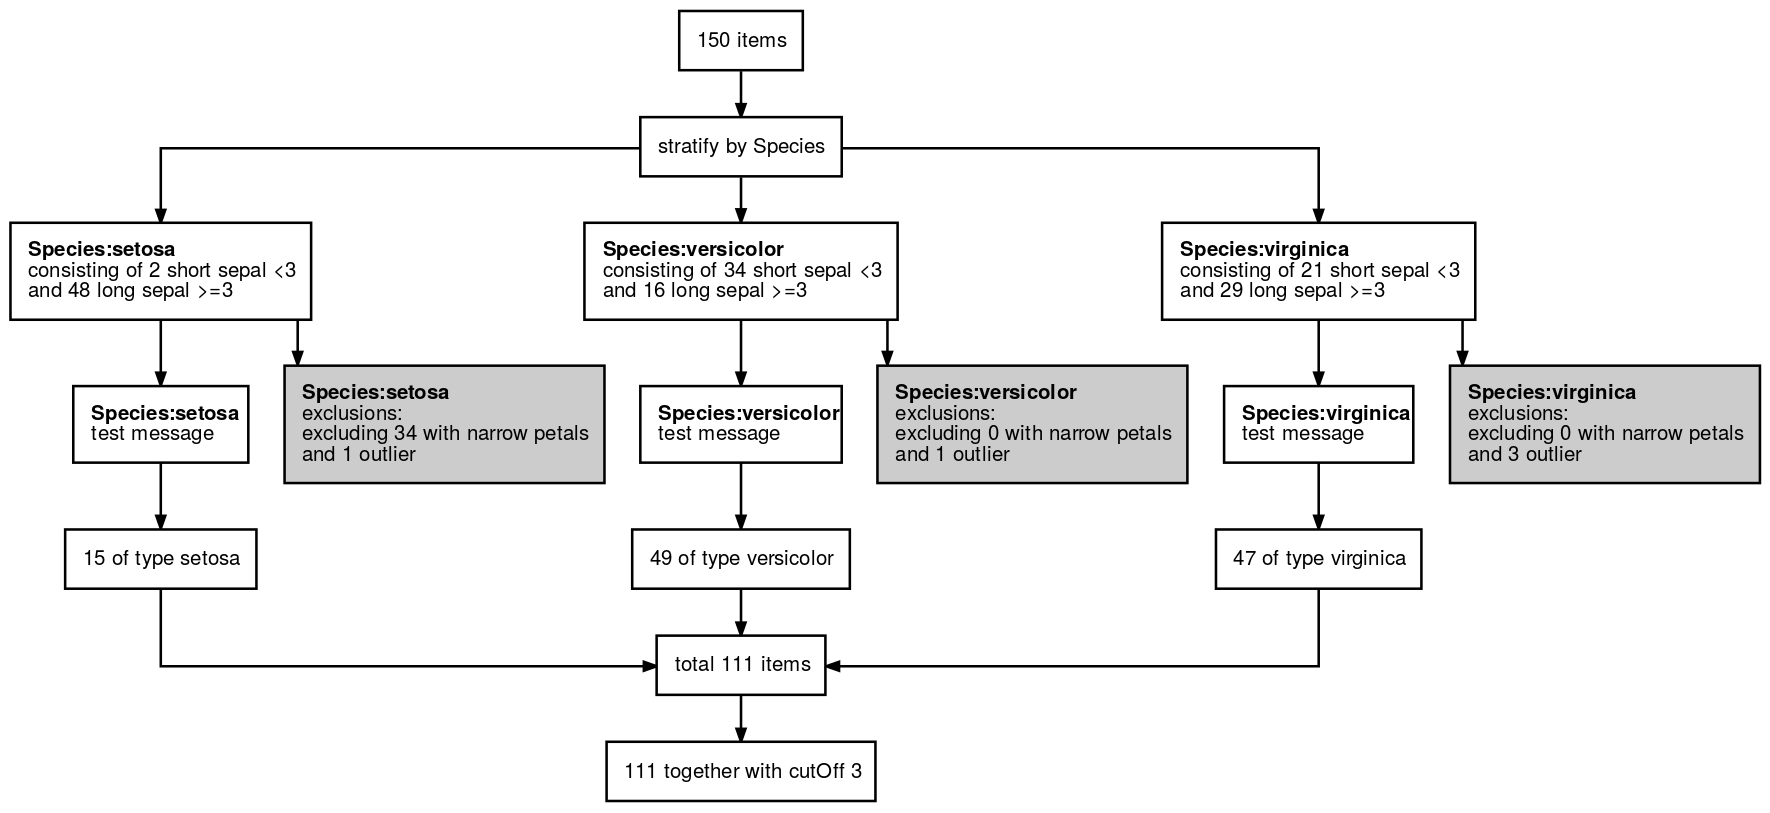 150 items
stratify by Species
Species:setosa
consisting of 2 short sepal <3
and 48 long sepal >=3
Species:versicolor
consisting of 34 short sepal <3
and 16 long sepal >=3
Species:virginica
consisting of 21 short sepal <3
and 29 long sepal >=3
Species:setosa
test message
Species:setosa
exclusions:
excluding 34 with narrow petals
and 1 outlier
Species:versicolor
test message
Species:versicolor
exclusions:
excluding 0 with narrow petals
and 1 outlier
Species:virginica
test message
Species:virginica
exclusions:
excluding 0 with narrow petals
and 3 outlier
15 of type setosa
49 of type versicolor
47 of type virginica
total 111 items
111 together with cutOff 3